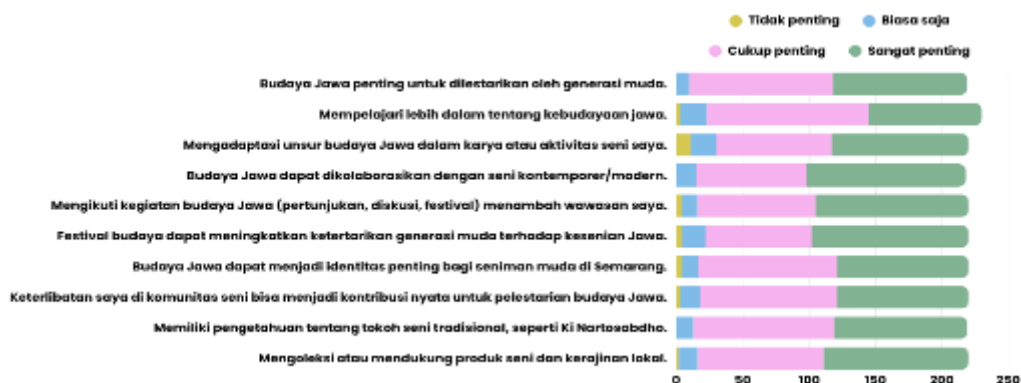 Tidak penting
Biasa saja
Cukup penting
Sangat penting
Budaya Jawa penting untuk dilestarikan oleh generasi muda.
Mempelajari lebih dalam tentang kebudayaan jawa.
Mengadaptasi unsur budaya Jawa dalam karya atau aktivitas seni saya.
Budaya Jawa dapat dikolaborasikan dengan seni kontemporer/modern.
Mengikuti kegiatan budaya Jawa (pertunjukan, diskusi, festival) menambah wawasan saya.
Festival budaya dapat meningkatkan ketertarikan generasi muda terhadap kesenian Jawa.
Budaya Jawa dapat menjadi identitas penting bagi seniman muda di Semarang.
Keterlibatan saya di komunitas seni bisa menjadi kontribusi nyata untuk pelestarian budaya Jawa.
Memiliki pengetahuan tentang tokoh seni tradisional, seperti Ki Nartosabdho.
Mengoleksi atau mendukung produk seni dan kerajinan lokal.
0 50 100 150 200 250